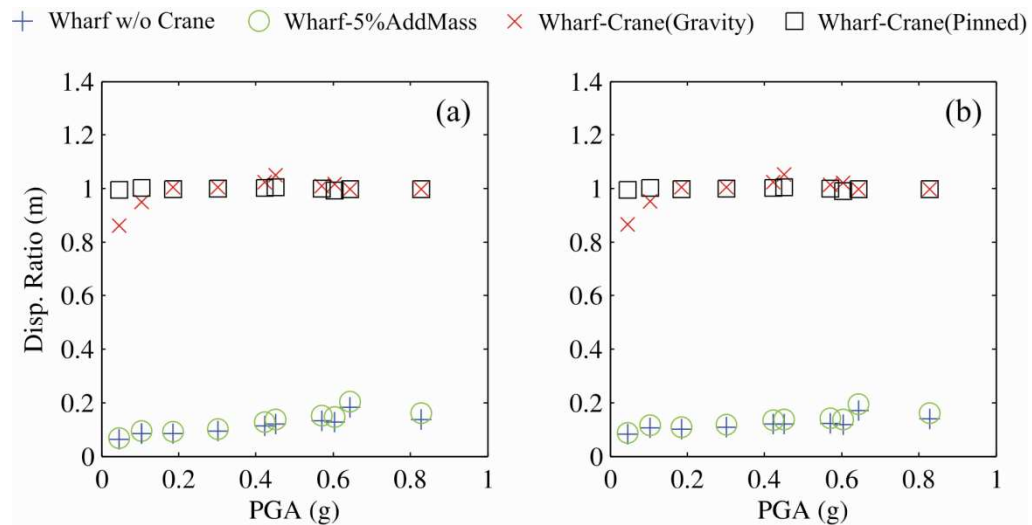 Wharf w/o Crane Wharf-5%AddMass Wharf-Crane(Gravity) Wharf-Crane(Pinned)
Disp. Ratio (m)
1.4
1.2
1
0.8
0.6
0.4
0.2
0
(a)
0 0.2 0.4 0.6 0.8 1
PGA (g)
1.4
1.2
1
0.8
0.6
0.4
0.2
0
(b)
0 0.2 0.4 0.6 0.8 1
PGA (g)